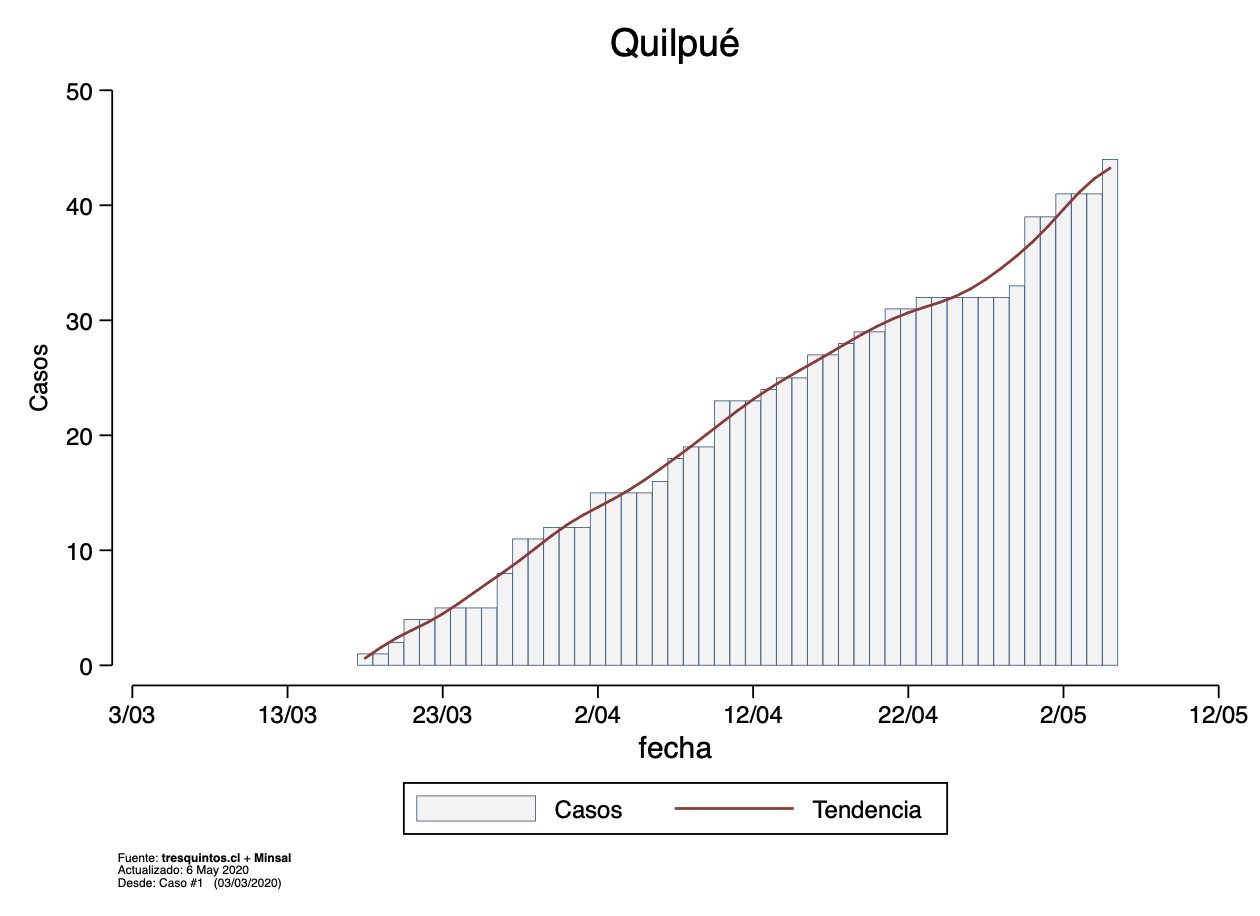 Quilpué
50
40
30
20
10
0
Casos
3/03 13/03 23/03 2/04 12/04 22/04 2/05 12/05
fecha
Casos Tendencia
Fuente: tresquintos.cl + Minsal
Actualizado: 6 May 2020
Desde: Caso #1 (03/03/2020)